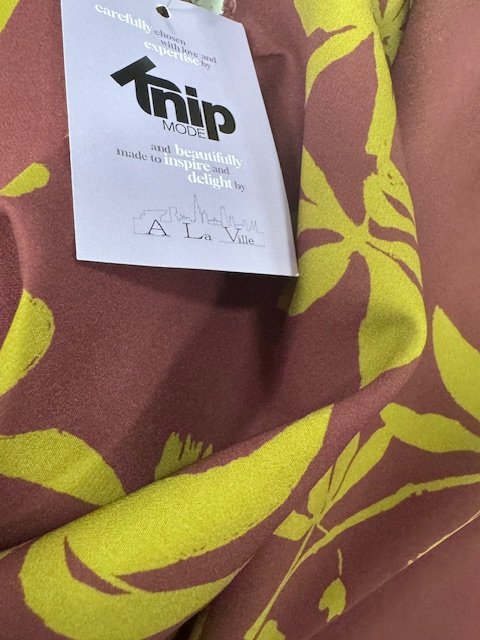 carefully chosen
with love and
expertise by
Knip
MODE
and beautifully
made to inspire and
delight by
A La Ville